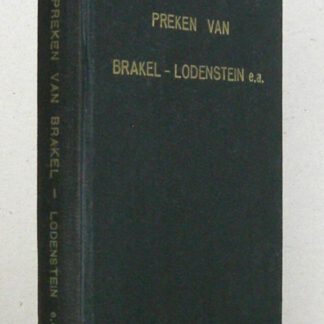 PREKEN VAN
BRAKEL – LODENSTEIN e.a.
PREKEN VAN BRAKEL – LODENSTEIN e.